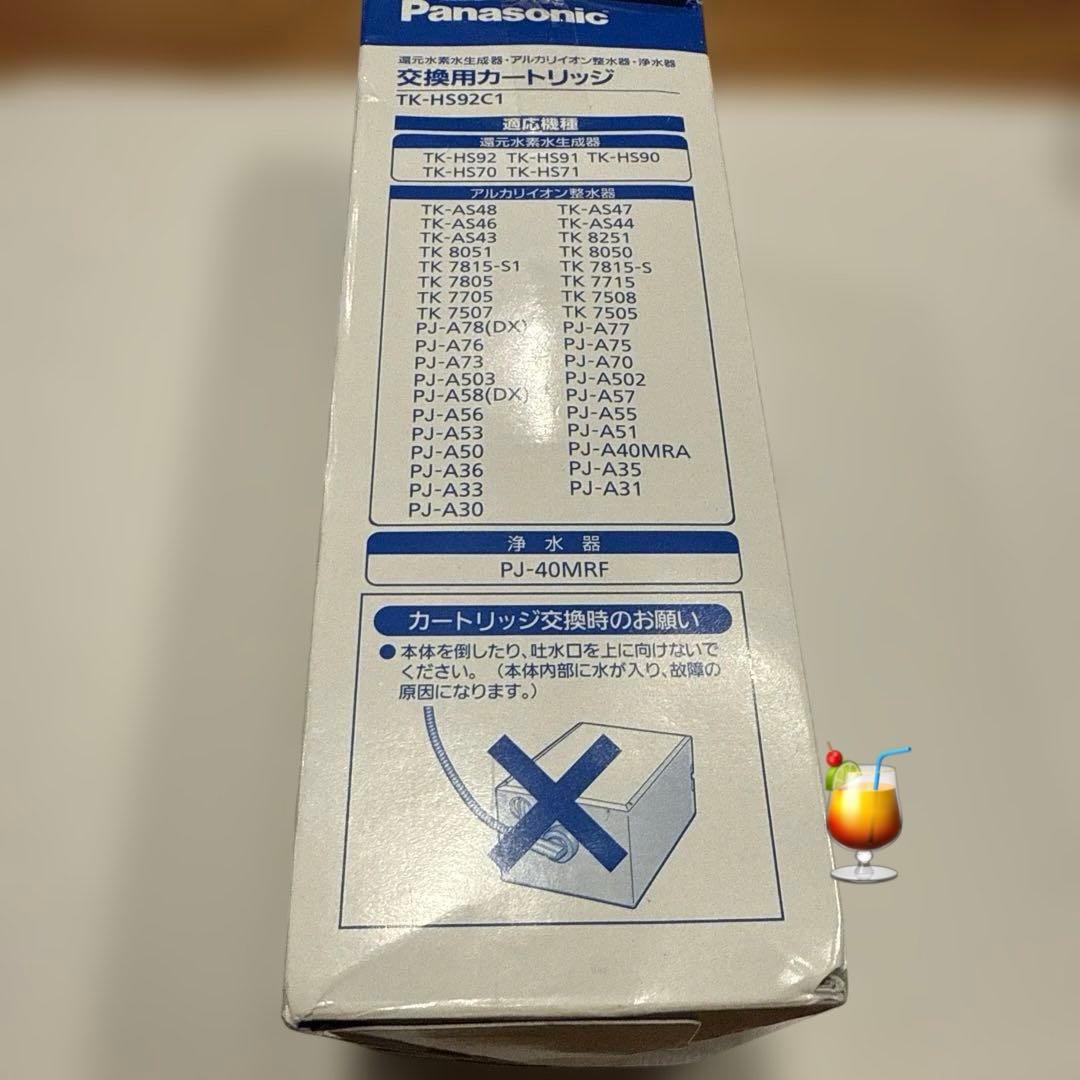 Panasonic
還元水素水生成器・アルカリイオン整水器・浄水器
交換用カートリッジ
TK-HS92C1
適応機種
還元水素水生成器
TK-HS92 TK-HS91 TK-HS90
TK-HS70 TK-HS71
アルカリイオン整水器
TK-AS48 TK-AS47
TK-AS46 TK-AS44
TK-AS43 TK 8251
TK 8051 TK 8050
TK 7815-S1 TK 7815-S
TK 7805 TK 7715
TK 7705 TK 7508
TK 7507 TK 7505
PJ-A78(DX) PJ-A77
PJ-A76 PJ-A75
PJ-A73 PJ-A70
PJ-A503 PJ-A502
PJ-A58(DX) PJ-A57
PJ-A56 PJ-A55
PJ-A53 PJ-A51
PJ-A50 PJ-A40MRA
PJ-A36 PJ-A35
PJ-A33 PJ-A31
PJ-A30
浄水器
PJ-40MRF
カートリッジ交換時のお願い
●本体を倒したり、吐水口を上に向けないで
ください。(本体内部に水が入り、故障の
原因になります。)